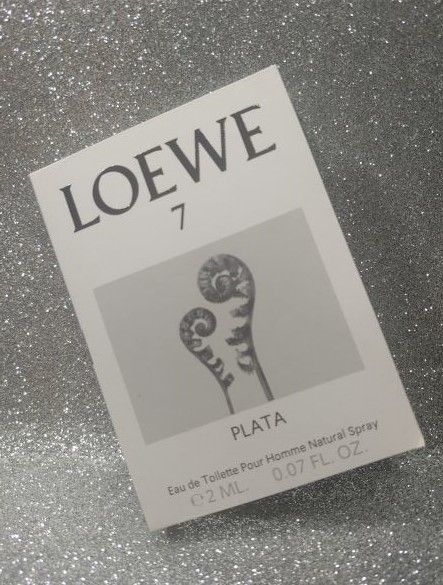 LOEWE
7
PLATA
Eau de Toilette Pour Homme Natural Spray
℮2 ML. 0.07 FL. OZ.